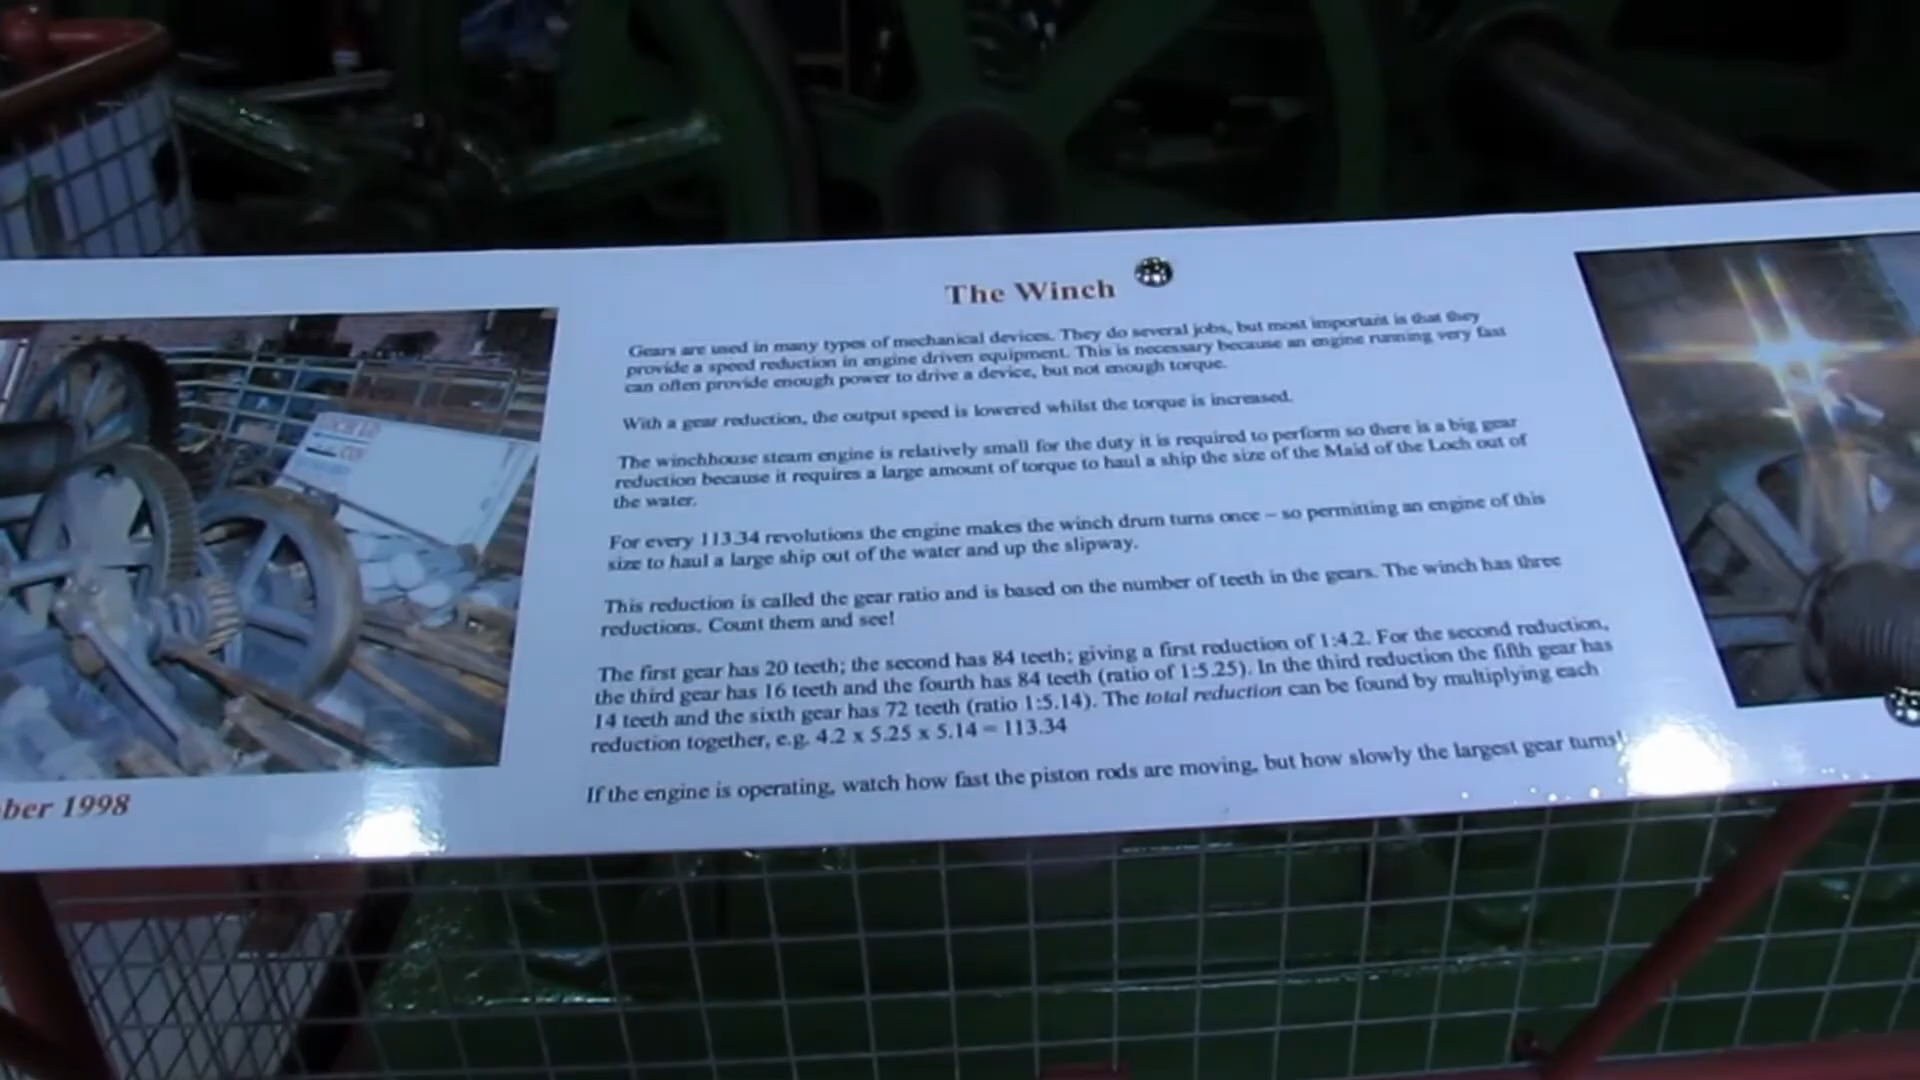 The Winch
Gears are used in many types of mechanical devices. They do several jobs, but most important is that they
provide a speed reduction in engine driven equipment. This is necessary because an engine running very fast
can often provide enough power to drive a device, but not enough torque.
With a gear reduction, the output speed is lowered whilst the torque is increased.
The winchhouse steam engine is relatively small for the duty it is required to perform so there is a big gear
reduction because it requires a large amount of torque to haul a ship the size of the Maid of the Loch out of
the water.
For every 113.34 revolutions the engine makes the winch drum turns once – so permitting an engine of this
size to haul a large ship out of the water and up the slipway.
This reduction is called the gear ratio and is based on the number of teeth in the gears. The winch has three
reductions. Count them and see!
The first gear has 20 teeth; the second has 84 teeth; giving a first reduction of 1:4.2. For the second reduction,
the third gear has 16 teeth and the fourth has 84 teeth (ratio of 1:5.25). In the third reduction the fifth gear has
14 teeth and the sixth gear has 72 teeth (ratio 1:5.14). The total reduction can be found by multiplying each
reduction together, e.g. 4.2 x 5.25 x 5.14 = 113.34
If the engine is operating, watch how fast the piston rods are moving, but how slowly the largest gear turns!
ber 1998